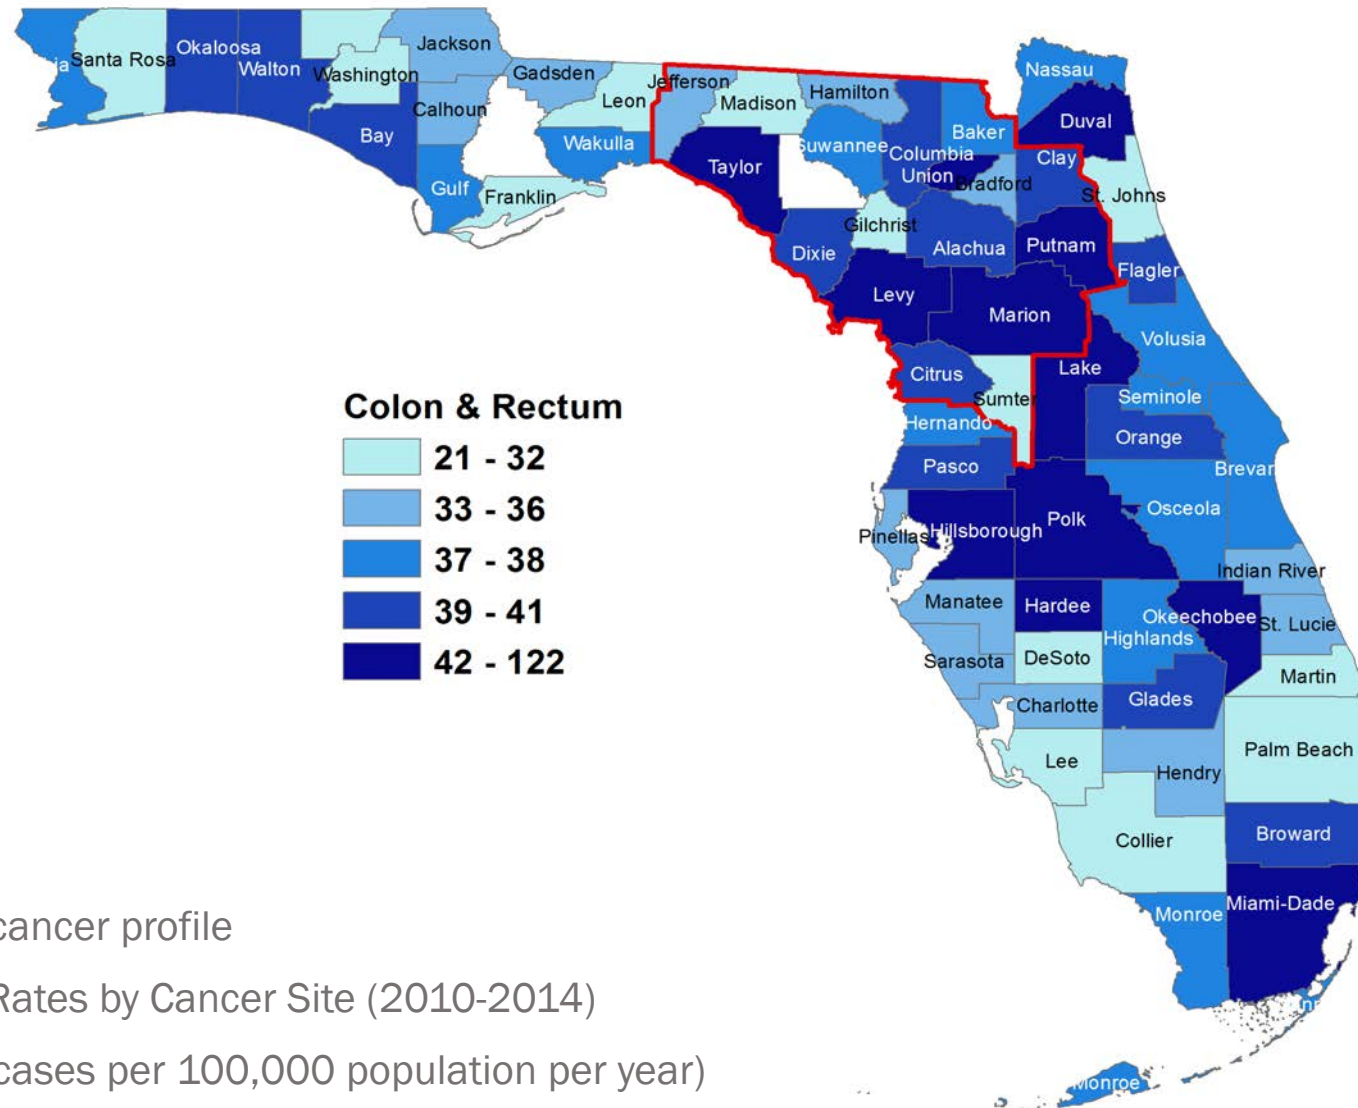 Jackson
Nassau
Okaloosa
Santa Rosa
Walton
Washington
Gadsden
Jefferson
Hamilton
Leon
Madison
Calhoun
Duval
Bay
Baker
Wakulla
Suwannee
Columbia
Clay
Taylor
Union
Bradford
Gulf
Franklin
St. Johns
Gilchrist
Alachua
Putnam
Dixie
Flagler
Levy
Marion
Volusia
Citrus
Lake
Sumter
Seminole
Hernando
Orange
Pasco
Brevar
Osceola
Polk
Pinellas
Hillsborough
Indian River
Manatee
Hardee
Okeechobee
St. Lucie
Highlands
Sarasota
DeSoto
Martin
Charlotte
Glades
Palm Beach
Lee
Hendry
Collier
Broward
Miami-Dade
Monroe
Monroe
Colon & Rectum
21 - 32
33 - 36
37 - 38
39 - 41
42 - 122
cancer profile
Rates by Cancer Site (2010-2014)
cases per 100,000 population per year)